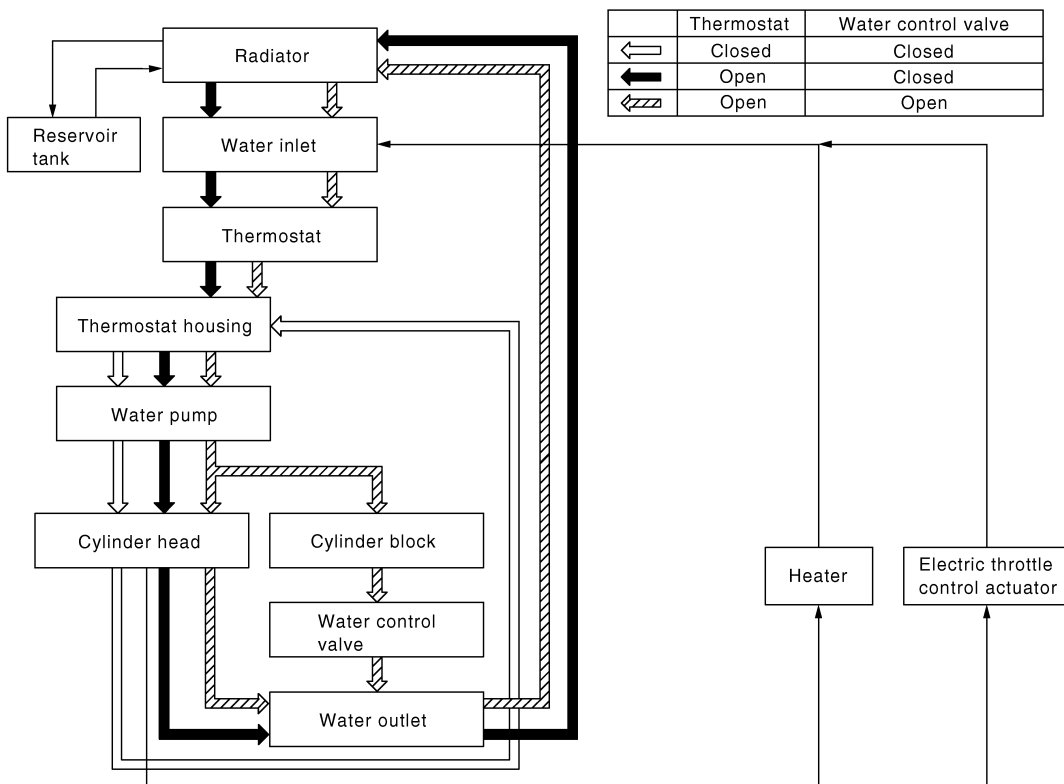 Thermostat Water control valve
Closed Closed
Open Closed
Open Open
Radiator
Reservoir
tank
Water inlet
Thermostat
Thermostat housing
Water pump
Cylinder head
Cylinder block
Water control
valve
Water outlet
Heater
Electric throttle
control actuator